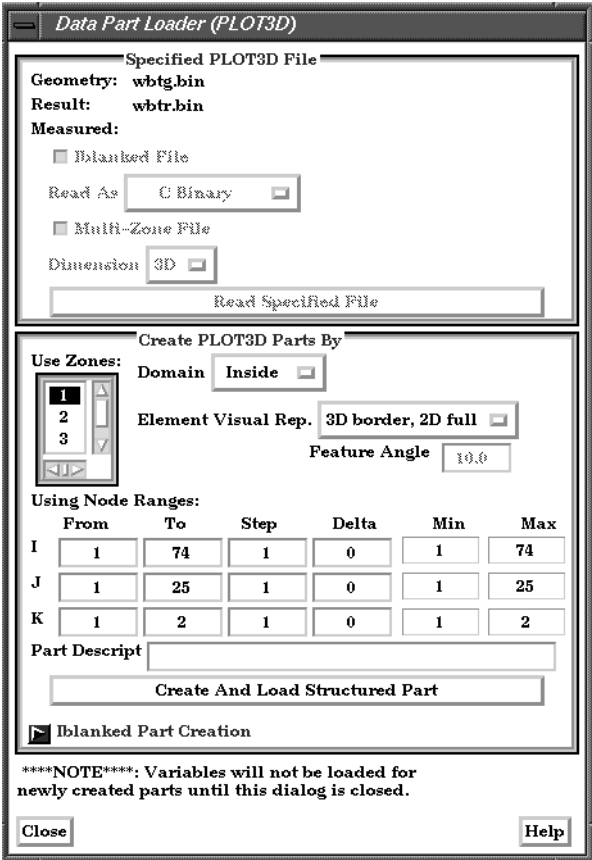 Data Part Loader (PLOT3D)
Specified PLOT3D File
Geometry: wbtg.bin
Result: wbtr.bin
Measured:
Iblanked File
Read As C Binary
Multi-Zone File
Dimension 3D
Read Specified File
Create PLOT3D Parts By
Use Zones:
Domain Inside
1
2
3
Element Visual Rep. 3D border, 2D full
Feature Angle 10.0
Using Node Ranges:
From To Step Delta Min Max
I 1 74 1 0 1 74
J 1 25 1 0 1 25
K 1 2 1 0 1 2
Part Descript
Create And Load Structured Part
Iblanked Part Creation
****NOTE****: Variables will not be loaded for
newly created parts until this dialog is closed.
Close Help